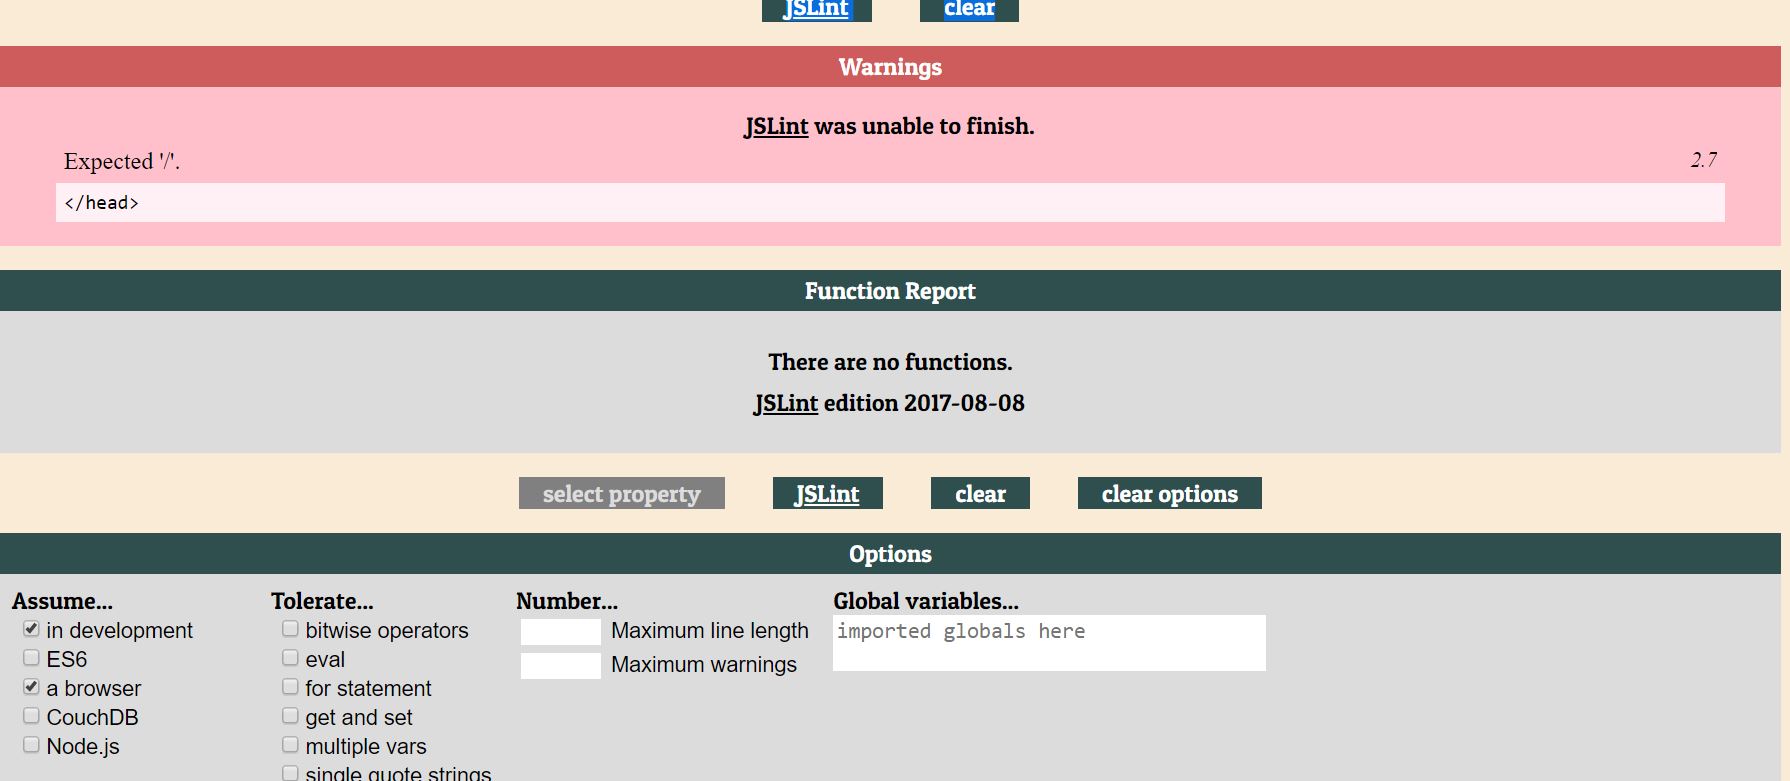 JSLint clear
Warnings
JSLint was unable to finish.
Expected '/'. 2.7
</head>
Function Report
There are no functions.
JSLint edition 2017-08-08
select property JSLint clear clear options
Options
Assume... Tolerate... Number... Global variables...
in development bitwise operators Maximum line length imported globals here
ES6 eval Maximum warnings
a browser for statement
CouchDB get and set
Node.js multiple vars
single quote strings